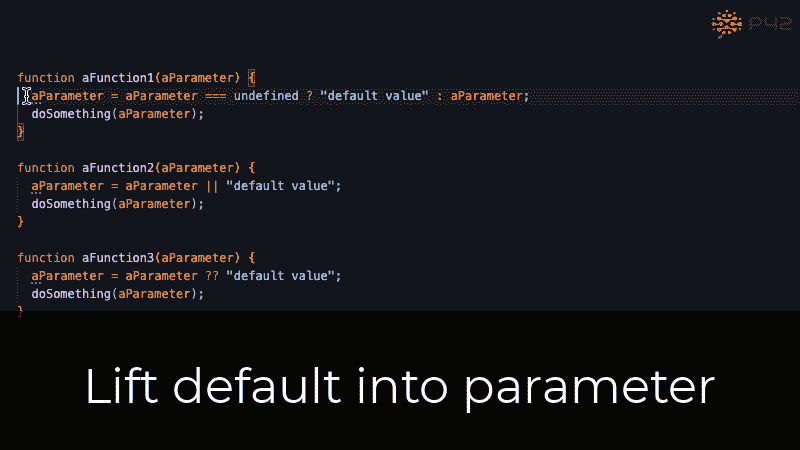 P42
function aFunction1(aParameter) {
aParameter = aParameter === undefined ? "default value" : aParameter;
doSomething(aParameter);
}
function aFunction2(aParameter) {
aParameter = aParameter || "default value";
doSomething(aParameter);
}
function aFunction3(aParameter) {
aParameter = aParameter ?? "default value";
doSomething(aParameter);
}
Lift default into parameter